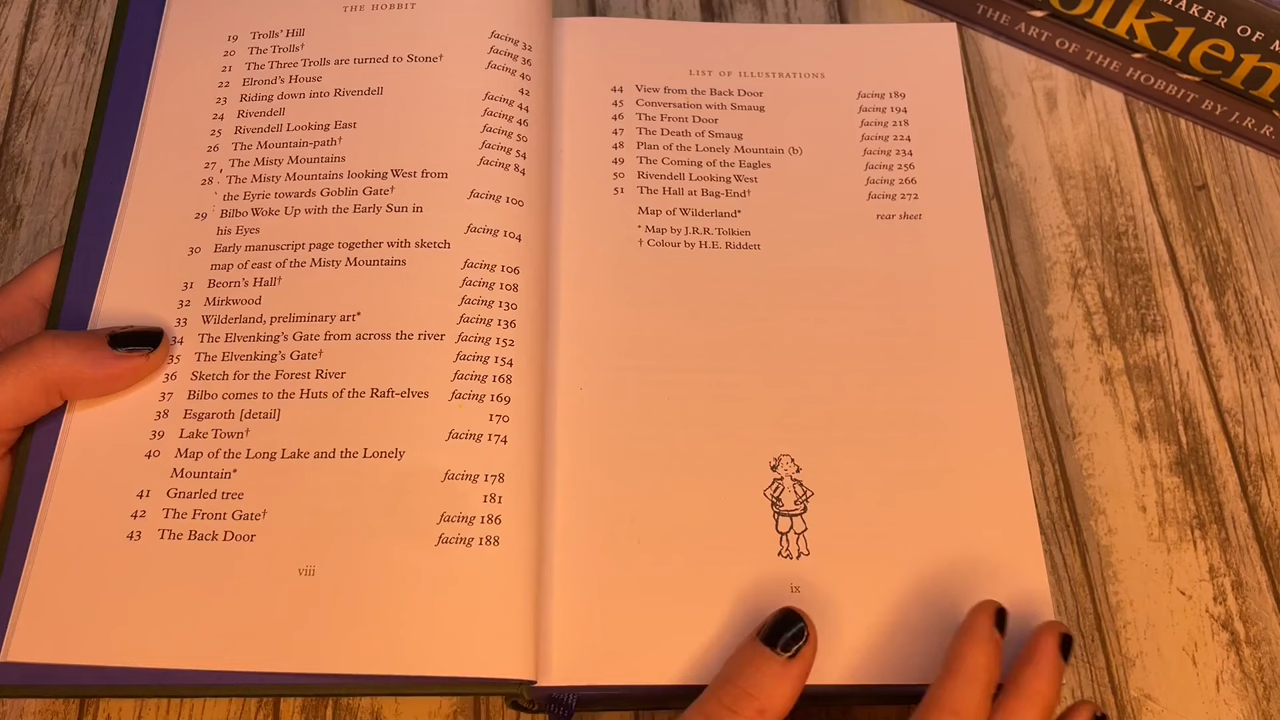 THE HOBBIT
19 Trolls' Hill facing 32
20 The Trolls† facing 36
21 The Three Trolls are turned to Stone† facing 40
22 Elrond's House 42
23 Riding down into Rivendell facing 44
24 Rivendell facing 46
25 Rivendell Looking East facing 50
26 The Mountain-path† facing 54
27 The Misty Mountains facing 84
28 The Misty Mountains looking West from
the Eyrie towards Goblin Gate† facing 100
29 Bilbo Woke Up with the Early Sun in
his Eyes facing 104
30 Early manuscript page together with sketch
map of east of the Misty Mountains facing 106
31 Beorn's Hall† facing 108
32 Mirkwood facing 130
33 Wilderland, preliminary art* facing 136
34 The Elvenking's Gate from across the river facing 152
35 The Elvenking's Gate† facing 154
36 Sketch for the Forest River facing 168
37 Bilbo comes to the Huts of the Raft-elves facing 169
38 Esgaroth [detail] 170
39 Lake Town† facing 174
40 Map of the Long Lake and the Lonely
Mountain* facing 178
41 Gnarled tree 181
42 The Front Gate† facing 186
43 The Back Door facing 188
viii
LIST OF ILLUSTRATIONS
44 View from the Back Door facing 189
45 Conversation with Smaug facing 194
46 The Front Door facing 218
47 The Death of Smaug facing 224
48 Plan of the Lonely Mountain (b) facing 234
49 The Coming of the Eagles facing 256
50 Rivendell Looking West facing 266
51 The Hall at Bag-End† facing 272
Map of Wilderland* rear sheet
* Map by J.R.R.Tolkien
† Colour by H.E. Riddett
ix
MAKER OF
Tolkien
THE ART OF THE HOBBIT BY J.R.R.